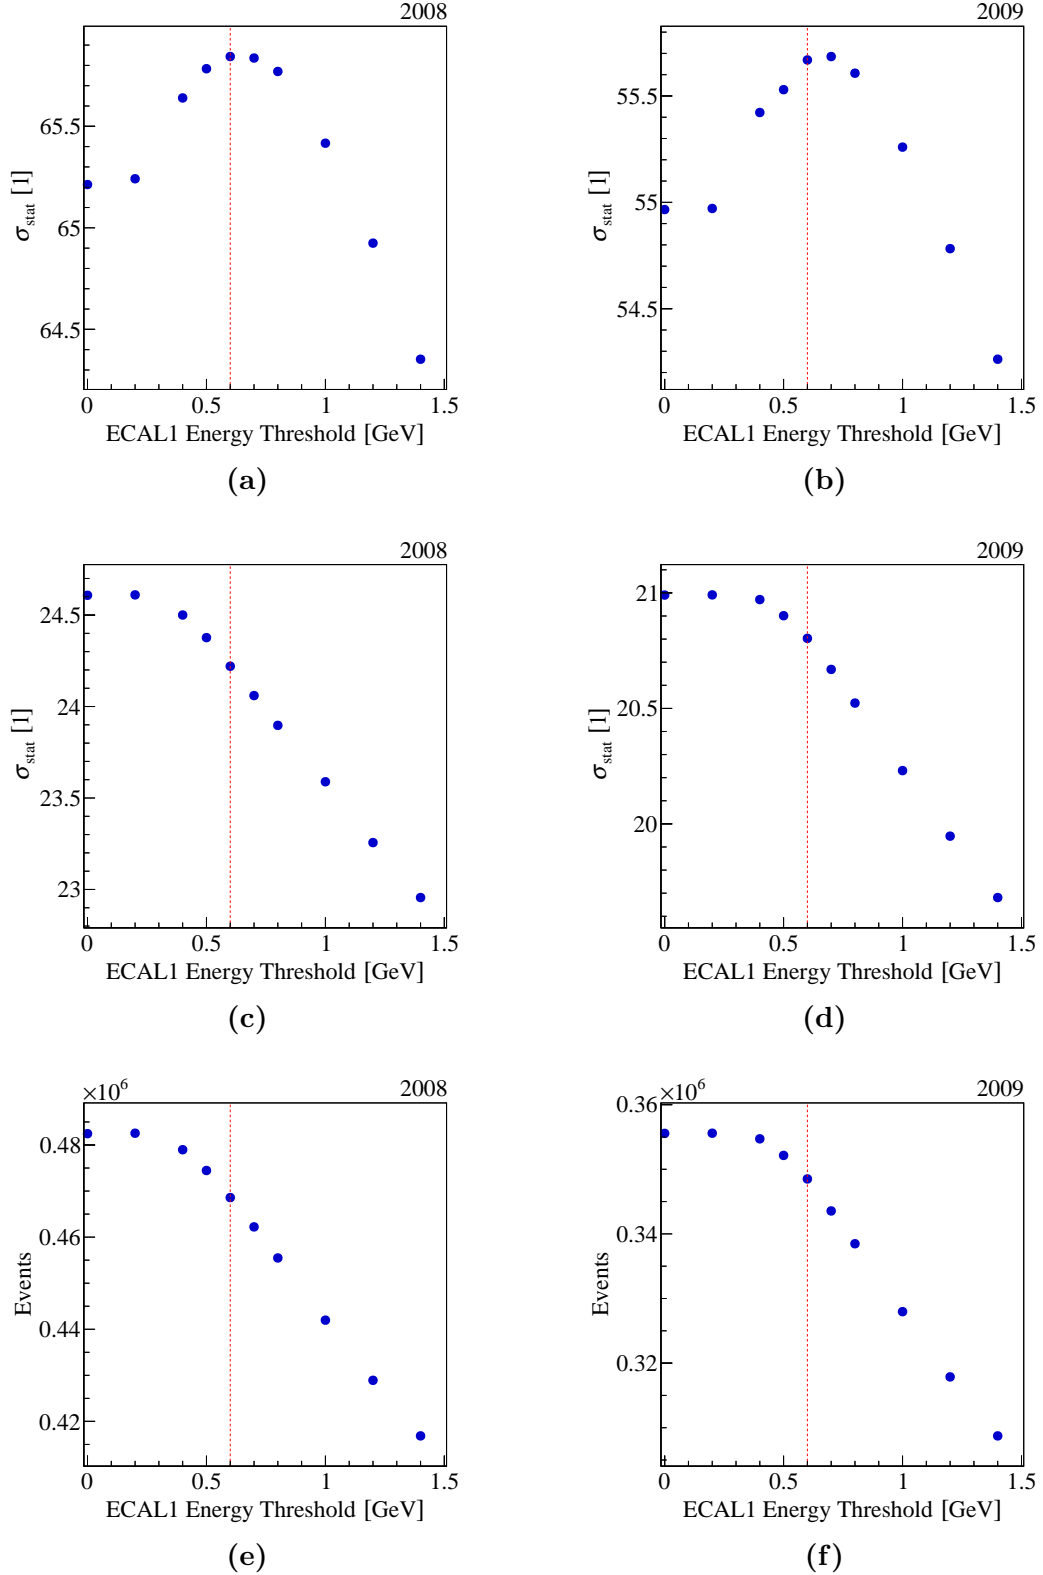 2008
σstat [1]
65.5
65
64.5
0 0.5 1 1.5
ECAL1 Energy Threshold [GeV]
(a)
2009
σstat [1]
55.5
55
54.5
0 0.5 1 1.5
ECAL1 Energy Threshold [GeV]
(b)
2008
σstat [1]
24.5
24
23.5
23
0 0.5 1 1.5
ECAL1 Energy Threshold [GeV]
(c)
2009
σstat [1]
21
20.5
20
0 0.5 1 1.5
ECAL1 Energy Threshold [GeV]
(d)
×10⁶ 2008
Events
0.48
0.46
0.44
0.42
0 0.5 1 1.5
ECAL1 Energy Threshold [GeV]
(e)
×10⁶ 2009
Events
0.36
0.34
0.32
0 0.5 1 1.5
ECAL1 Energy Threshold [GeV]
(f)